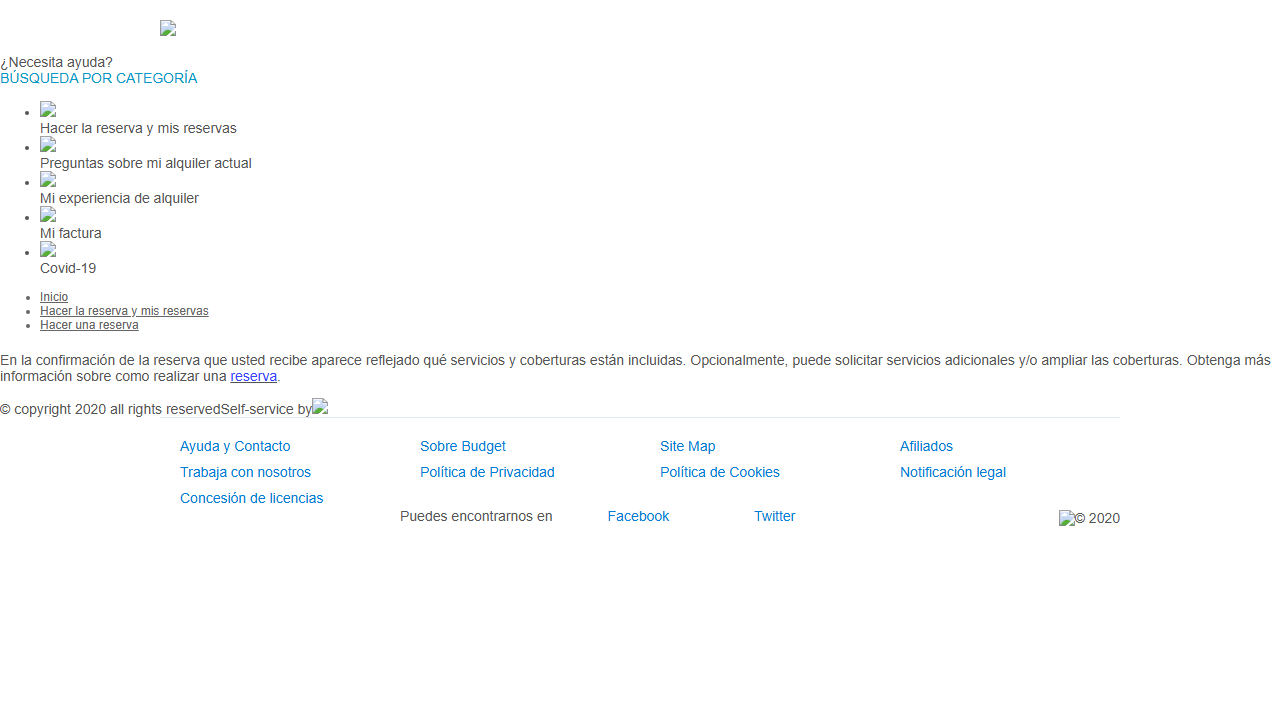 ¿Necesita ayuda?
BÚSQUEDA POR CATEGORÍA
Hacer la reserva y mis reservas
Preguntas sobre mi alquiler actual
Mi experiencia de alquiler
Mi factura
Covid-19
Inicio
Hacer la reserva y mis reservas
Hacer una reserva
En la confirmación de la reserva que usted recibe aparece reflejado qué servicios y coberturas están incluidas. Opcionalmente, puede solicitar servicios adicionales y/o ampliar las coberturas. Obtenga más
información sobre como realizar una reserva.
© copyright 2020 all rights reservedSelf-service by
Ayuda y Contacto Sobre Budget Site Map Afiliados
Trabaja con nosotros Política de Privacidad Política de Cookies Notificación legal
Concesión de licencias
Puedes encontrarnos en Facebook Twitter © 2020